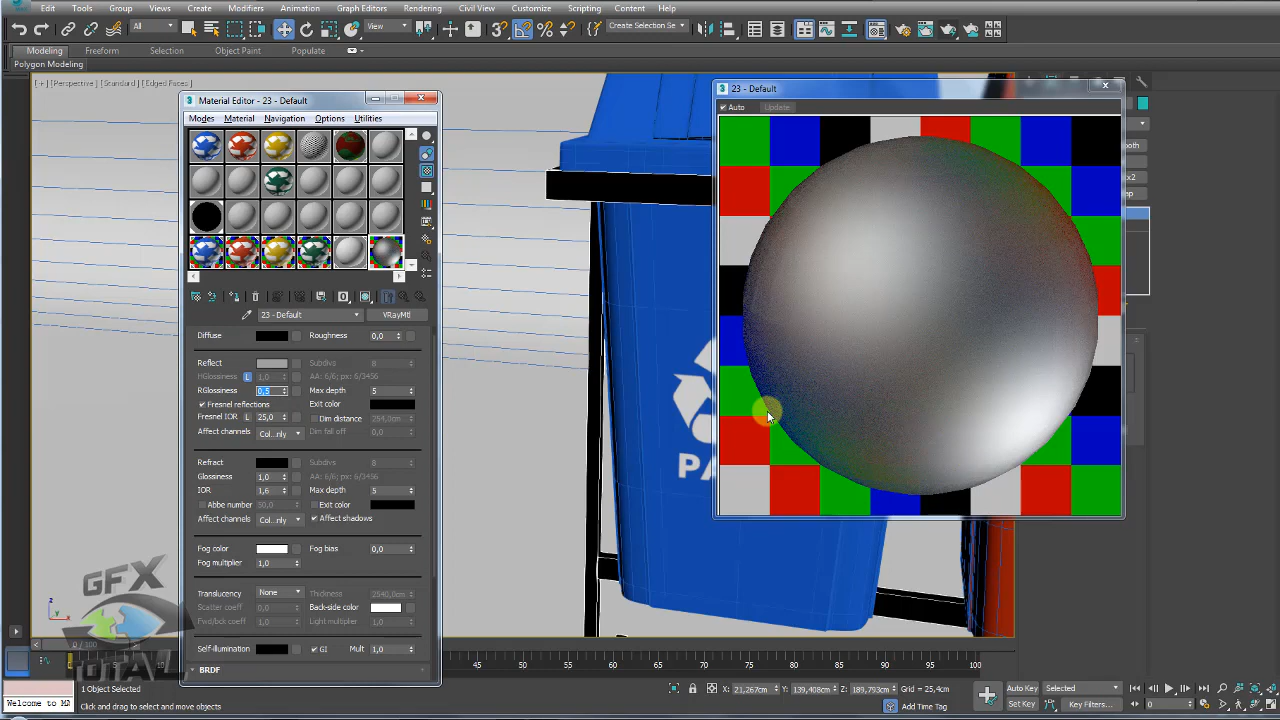 Edit Tools Group Views Create Modifiers Animation Graph Editors Rendering Civil View Customize Scripting Content Help
All View Create Selection Se
Modeling Freeform Selection Object Paint Populate
Polygon Modeling
[+] [Perspective] [Standard] [Edged Faces]
Material Editor - 23 - Default
Modes Material Navigation Options Utilities
23 - Default VRayMtl
Diffuse Roughness 0,0
Reflect Subdivs 8
HGlossiness L 1,0 AA: 6/6; px: 6/3456
RGlossiness 0,5 Max depth 5
Fresnel reflections Exit color
Fresnel IOR L 25,0 Dim distance 254,0cm
Affect channels Col...nly Dim fall off 0,0
Refract Subdivs 8
Glossiness 1,0 AA: 6/6; px: 6/3456
IOR 1,6 Max depth 5
Abbe number 50,0 Exit color
Affect channels Col...nly Affect shadows
Fog color Fog bias 0,0
Fog multiplier 1,0
Translucency None Thickness 2540,0cm
Scatter coeff 0,0 Back-side color
Fwd/bck coeff 1,0 Light multiplier 1,0
Self-illumination GI Mult 1,0
BRDF
23 - Default
Auto Update
PA
GFX
TOTAL
z
y
x
0 / 100
45 50 55 60 65 70 75 80 85 90 95 100
1 Object Selected
X: 21,267cm Y: 139,408cm Z: 189,793cm Grid = 25,4cm
Auto Key Selected
Welcome to MA
Click and drag to select and move objects
Add Time Tag
Set Key Key Filters... 0